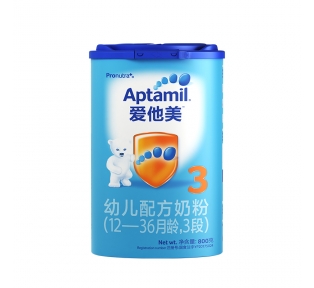 Pronutra+
Aptamil
爱他美
3
幼儿配方奶粉
(12—36月龄,3段)
Net wt. 净含量: 800克